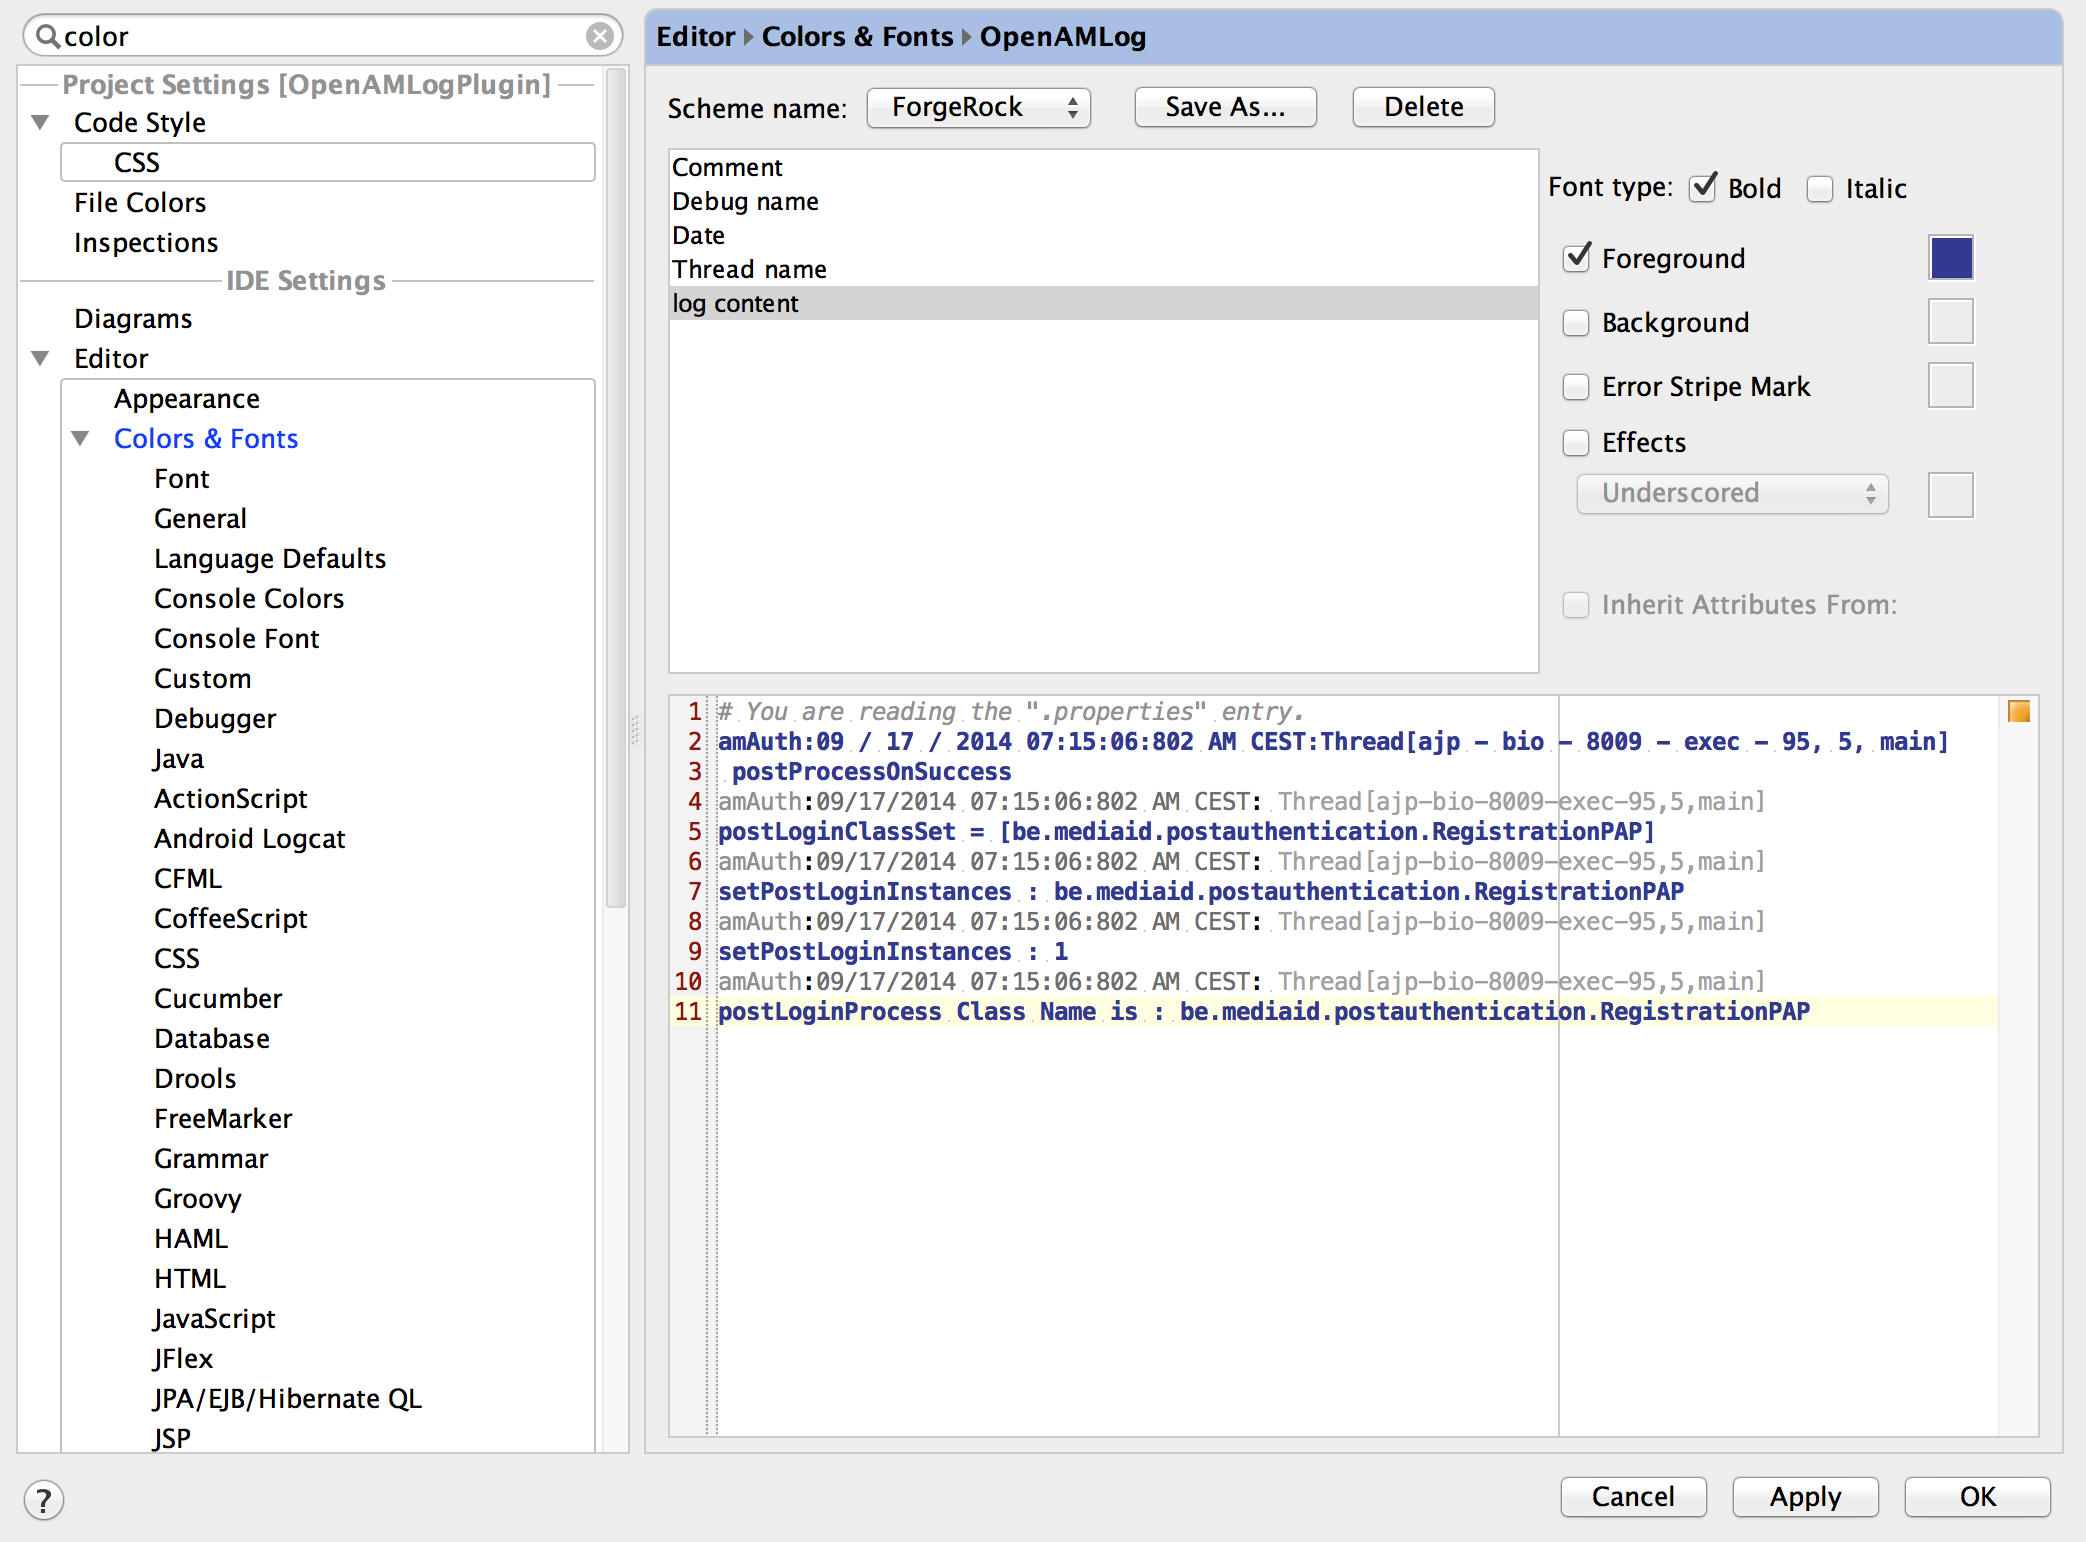 color
Project Settings [OpenAMLogPlugin]
Code Style
CSS
File Colors
Inspections
IDE Settings
Diagrams
Editor
Appearance
Colors & Fonts
Font
General
Language Defaults
Console Colors
Console Font
Custom
Debugger
Java
ActionScript
Android Logcat
CFML
CoffeeScript
CSS
Cucumber
Database
Drools
FreeMarker
Grammar
Groovy
HAML
HTML
JavaScript
JFlex
JPA/EJB/Hibernate QL
JSP
Editor Colors & Fonts OpenAMLog
Scheme name: ForgeRock Save As... Delete
Comment
Debug name
Date
Thread name
log content
Font type: Bold Italic
Foreground
Background
Error Stripe Mark
Effects
Underscored
Inherit Attributes From:
1 # You are reading the ".properties" entry.
2 amAuth:09 / 17 / 2014 07:15:06:802 AM CEST:Thread[ajp - bio - 8009 - exec - 95, 5, main]
3 postProcessOnSuccess
4 amAuth:09/17/2014 07:15:06:802 AM CEST: Thread[ajp-bio-8009-exec-95,5,main]
5 postLoginClassSet = [be.mediaid.postauthentication.RegistrationPAP]
6 amAuth:09/17/2014 07:15:06:802 AM CEST: Thread[ajp-bio-8009-exec-95,5,main]
7 setPostLoginInstances : be.mediaid.postauthentication.RegistrationPAP
8 amAuth:09/17/2014 07:15:06:802 AM CEST: Thread[ajp-bio-8009-exec-95,5,main]
9 setPostLoginInstances : 1
10 amAuth:09/17/2014 07:15:06:802 AM CEST: Thread[ajp-bio-8009-exec-95,5,main]
11 postLoginProcess Class Name is : be.mediaid.postauthentication.RegistrationPAP
?
Cancel Apply OK